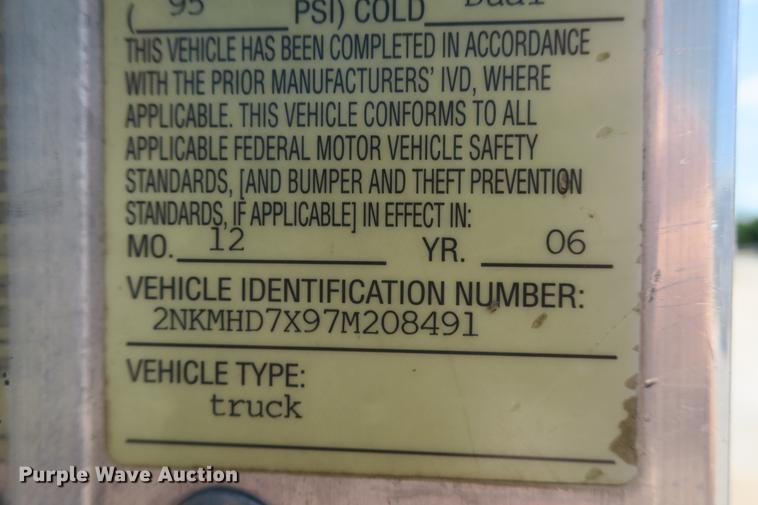 ( 95 PSI) COLD Dual
THIS VEHICLE HAS BEEN COMPLETED IN ACCORDANCE
WITH THE PRIOR MANUFACTURERS' IVD, WHERE
APPLICABLE. THIS VEHICLE CONFORMS TO ALL
APPLICABLE FEDERAL MOTOR VEHICLE SAFETY
STANDARDS, [AND BUMPER AND THEFT PREVENTION
STANDARDS, IF APPLICABLE] IN EFFECT IN:
MO. 12 YR. 06
VEHICLE IDENTIFICATION NUMBER:
2NKMHD7X97M208491
VEHICLE TYPE:
truck
Purple Wave Auction